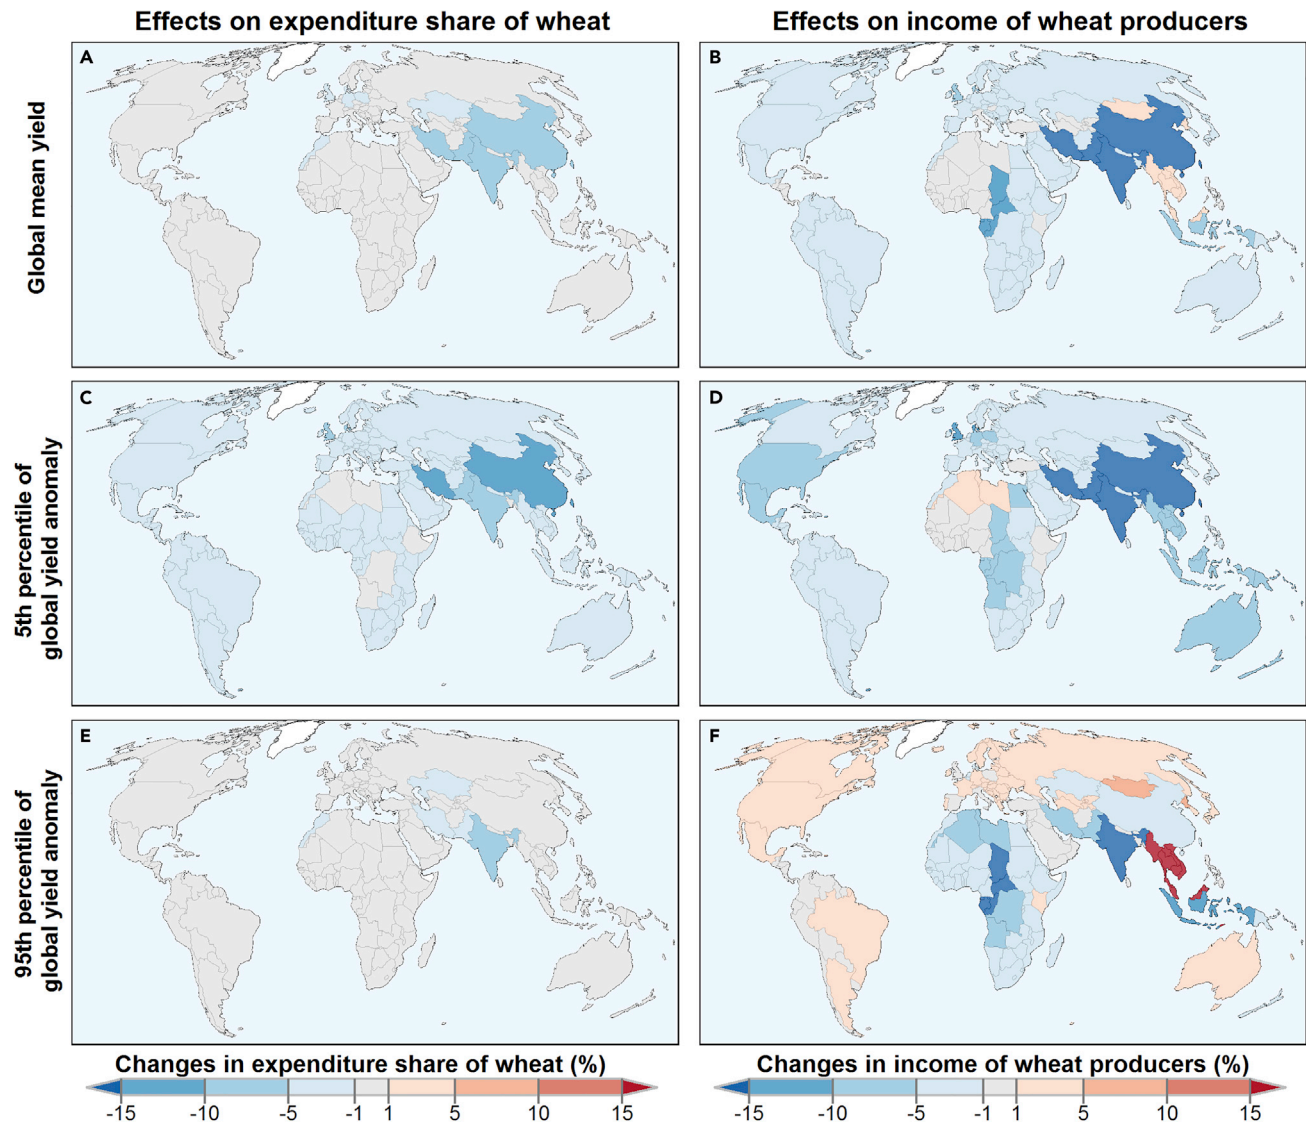 Effects on expenditure share of wheat
Effects on income of wheat producers
Global mean yield
A
B
5th percentile of
global yield anomaly
C
D
95th percentile of
global yield anomaly
E
F
Changes in expenditure share of wheat (%)
-15 -10 -5 -1 1 5 10 15
Changes in income of wheat producers (%)
-15 -10 -5 -1 1 5 10 15